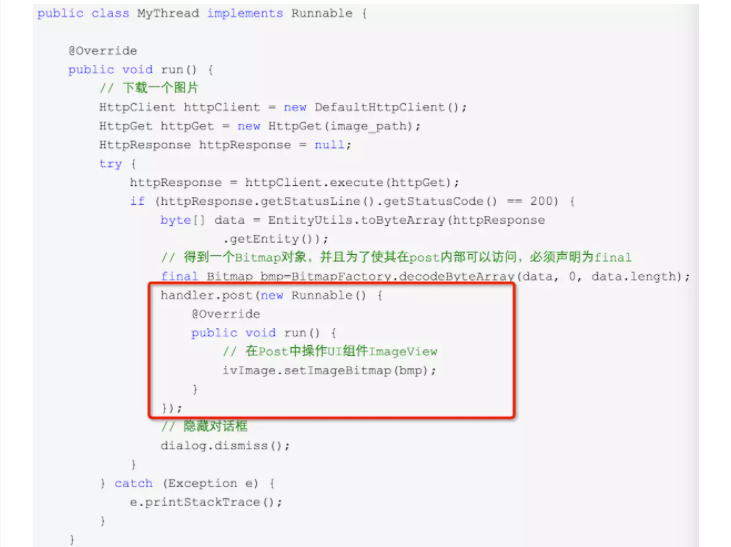 public class MyThread implements Runnable {
@Override
public void run() {
// 下载一个图片
HttpClient httpClient = new DefaultHttpClient();
HttpGet httpGet = new HttpGet(image_path);
HttpResponse httpResponse = null;
try {
httpResponse = httpClient.execute(httpGet);
if (httpResponse.getStatusLine().getStatusCode() == 200) {
byte[] data = EntityUtils.toByteArray(httpResponse
.getEntity());
// 得到一个Bitmap对象，并且为了使其在post内部可以访问，必须声明为final
final Bitmap bmp=BitmapFactory.decodeByteArray(data, 0, data.length);
handler.post(new Runnable() {
@Override
public void run() {
// 在Post中操作UI组件ImageView
ivImage.setImageBitmap(bmp);
}
});
// 隐藏对话框
dialog.dismiss();
}
} catch (Exception e) {
e.printStackTrace();
}
}